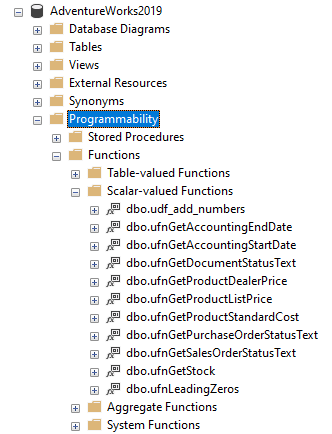 AdventureWorks2019
Database Diagrams
Tables
Views
External Resources
Synonyms
Programmability
Stored Procedures
Functions
Table-valued Functions
Scalar-valued Functions
dbo.udf_add_numbers
dbo.ufnGetAccountingEndDate
dbo.ufnGetAccountingStartDate
dbo.ufnGetDocumentStatusText
dbo.ufnGetProductDealerPrice
dbo.ufnGetProductListPrice
dbo.ufnGetProductStandardCost
dbo.ufnGetPurchaseOrderStatusText
dbo.ufnGetSalesOrderStatusText
dbo.ufnGetStock
dbo.ufnLeadingZeros
Aggregate Functions
System Functions